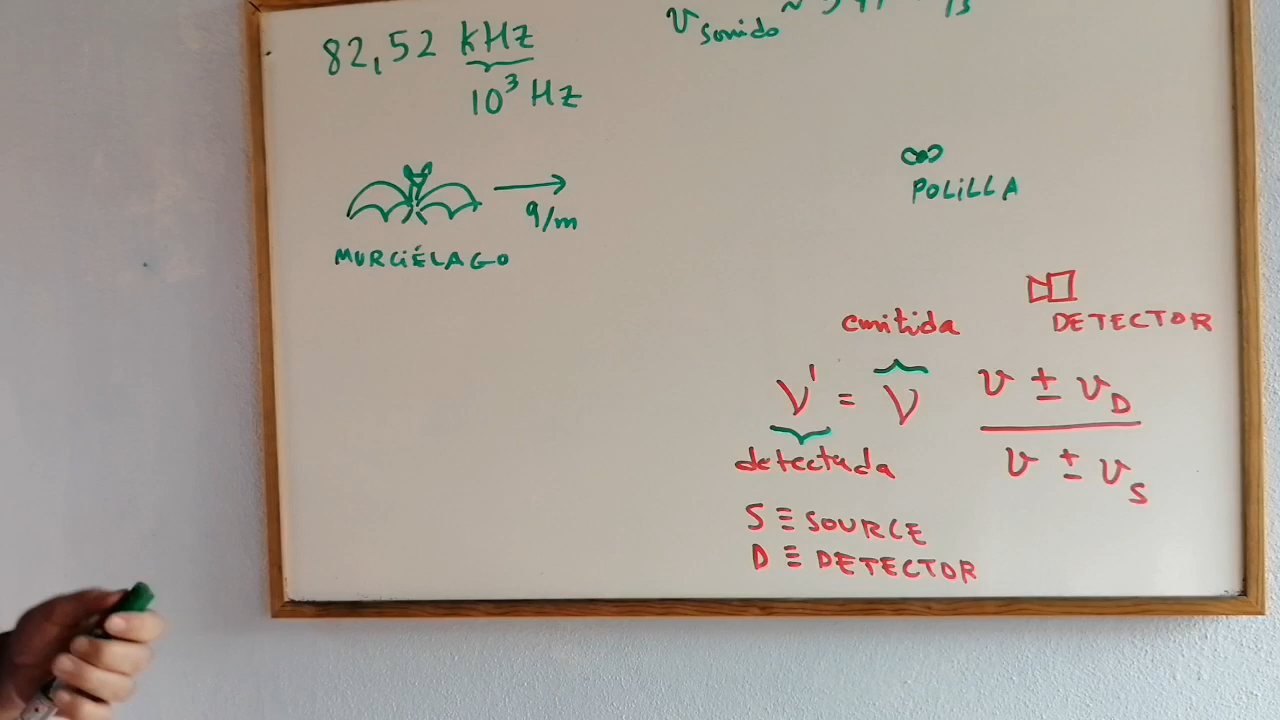 82,52 KHz
10³ Hz
v sonido ~
POLILLA
9/m
MURCIÉLAGO
DETECTOR
emitida
ν' = ν (v ± v_D)/(v ± v_S)
detectada
S ≡ SOURCE
D ≡ DETECTOR